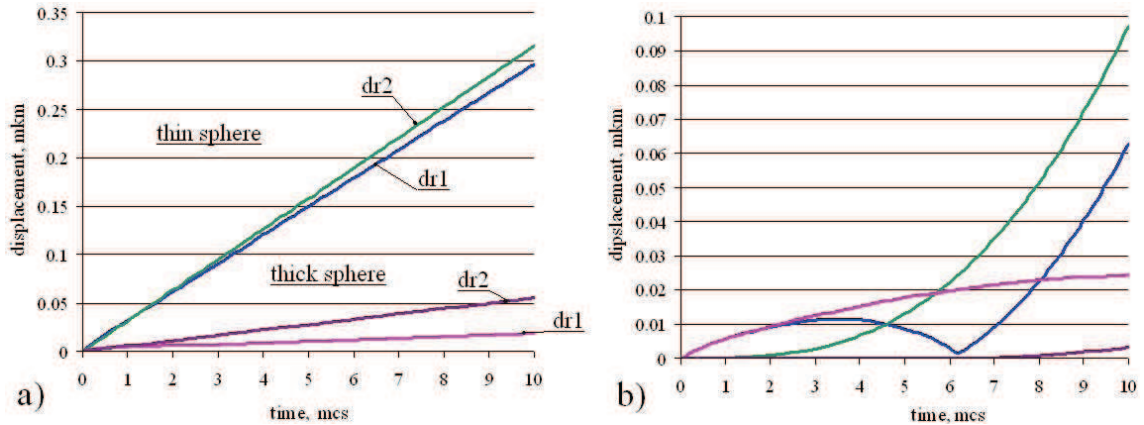 0.35
0.3
0.25
0.2
0.15
0.1
0.05
0
displacement, mkm
thin sphere
dr2
dr1
thick sphere
dr2
dr1
0 1 2 3 4 5 6 7 8 9 10
time, mcs
a)
0.1
0.09
0.08
0.07
0.06
0.05
0.04
0.03
0.02
0.01
0
dipslacement, mkm
0 1 2 3 4 5 6 7 8 9 10
time, mcs
b)